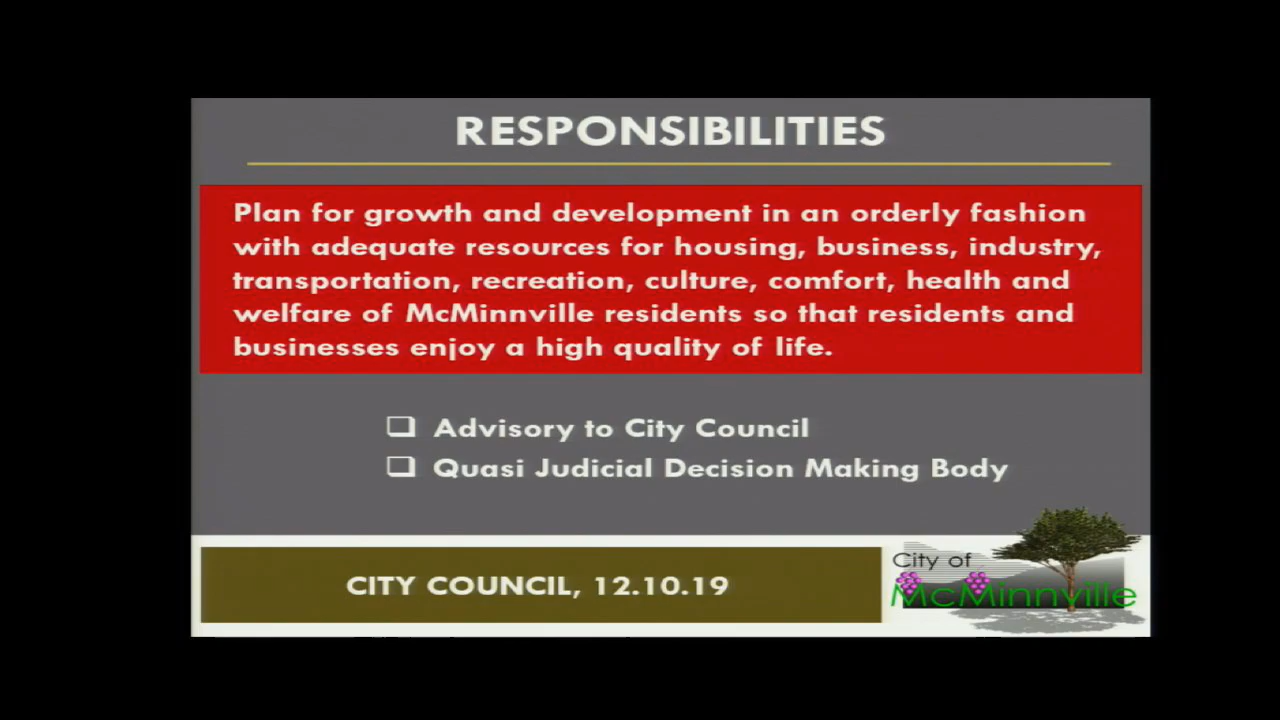 RESPONSIBILITIES
Plan for growth and development in an orderly fashion
with adequate resources for housing, business, industry,
transportation, recreation, culture, comfort, health and
welfare of McMinnville residents so that residents and
businesses enjoy a high quality of life.
❑ Advisory to City Council
❑ Quasi Judicial Decision Making Body
CITY COUNCIL, 12.10.19
City of
McMinnville